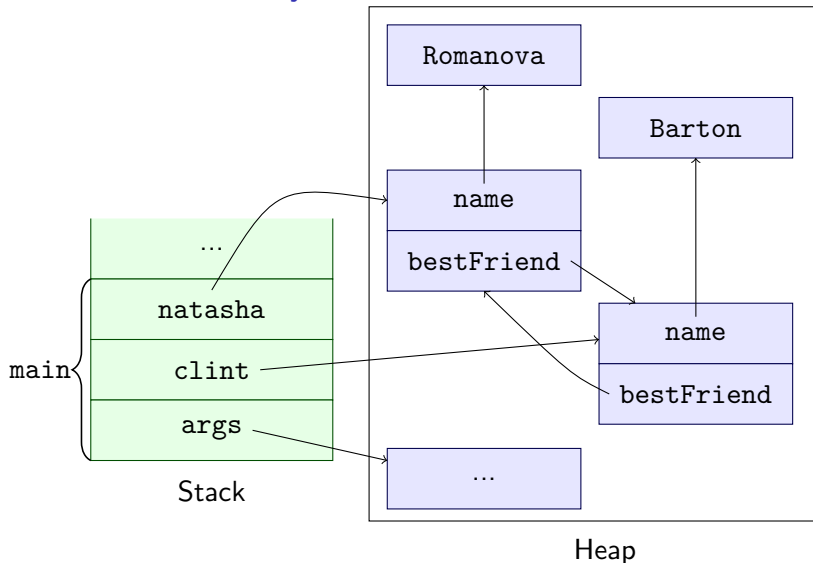 Romanova
Barton
name
bestFriend
...
natasha
name
main
clint
bestFriend
args
...
Stack
Heap